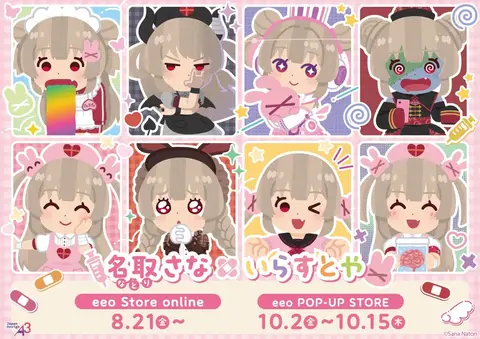 名取さな
なとり
いらすとや
eeo Store online
8.21㊎~
eeo POP-UP STORE
10.2㊎~10.15㊍
©Sana Natori